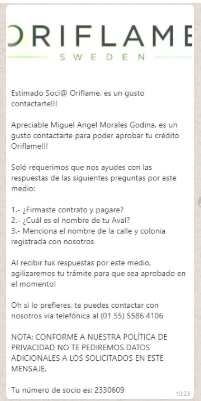 ORIFLAME
SWEDEN
Estimado Soci@ Oriflame, es un gusto
contactarte!!!
Apreciable Miguel Angel Morales Godina, es un
gusto contactarte para poder aprobar tu crédito
Oriflame!!!
Soló requerimos que nos ayudes con las
respuestas de las siguientes preguntas por este
medio:
1.- ¿Firmaste contrato y pagare?
2.- ¿Cuál es el nombre de tu Aval?
3.- Menciona el nombre de la calle y colonia
registrada con nosotros
Al recibir tus respuestas por este medio,
agilizaremos tu trámite para que sea aprobado en
el momento!
Oh si lo prefieres, te puedes contactar con
nosotros vía telefónica al (01 55) 5586 4106
NOTA: CONFORME A NUESTRA POLÍTICA DE
PRIVACIDAD NO TE PEDIREMOS DATOS
ADICIONALES A LOS SOLICITADOS EN ESTE
MENSAJE.
Tu número de socio es: 2330609
10:23